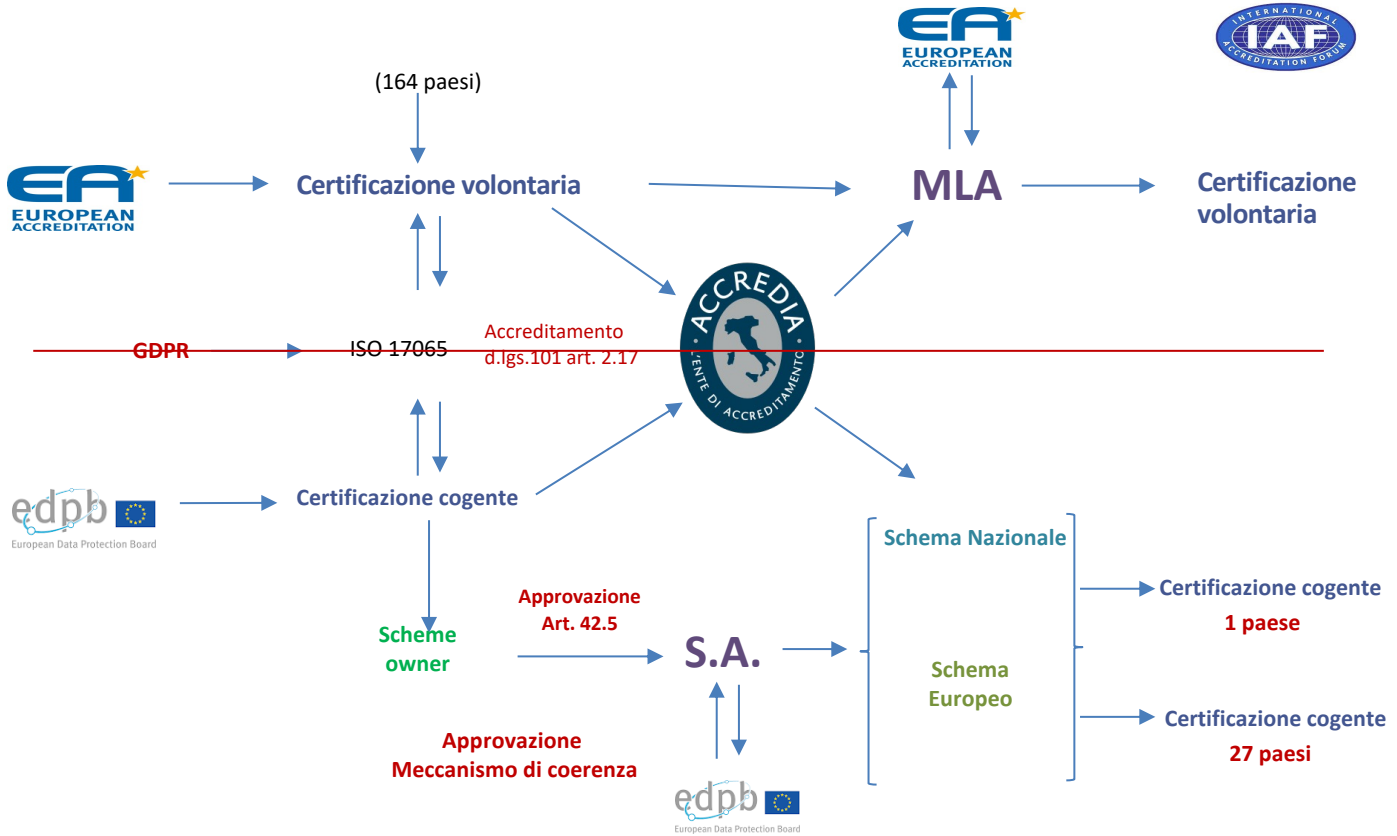 EA
EUROPEAN
ACCREDITATION
INTERNATIONAL
IAF
ACCREDITATION FORUM
(164 paesi)
EA
EUROPEAN
ACCREDITATION
Certificazione volontaria
MLA
Certificazione
volontaria
ACCREDIA
L'ENTE DI ACCREDITAMENTO
GDPR
ISO 17065
Accreditamento
d.lgs.101 art. 2.17
edpb
European Data Protection Board
Certificazione cogente
Schema Nazionale
Certificazione cogente
1 paese
Approvazione
Art. 42.5
Scheme
owner
S.A.
Schema
Europeo
Certificazione cogente
27 paesi
Approvazione
Meccanismo di coerenza
edpb
European Data Protection Board